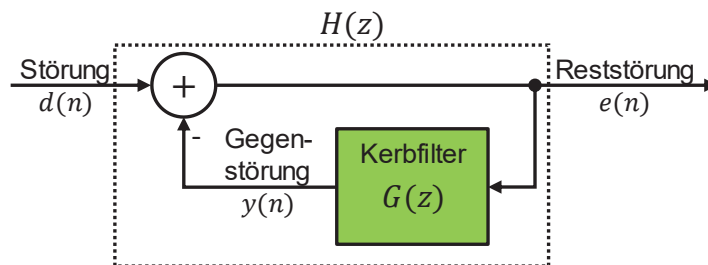 H(z)
Störung
d(n)
+
-
Gegen-
störung
y(n)
Kerbfilter
G(z)
Reststörung
e(n)